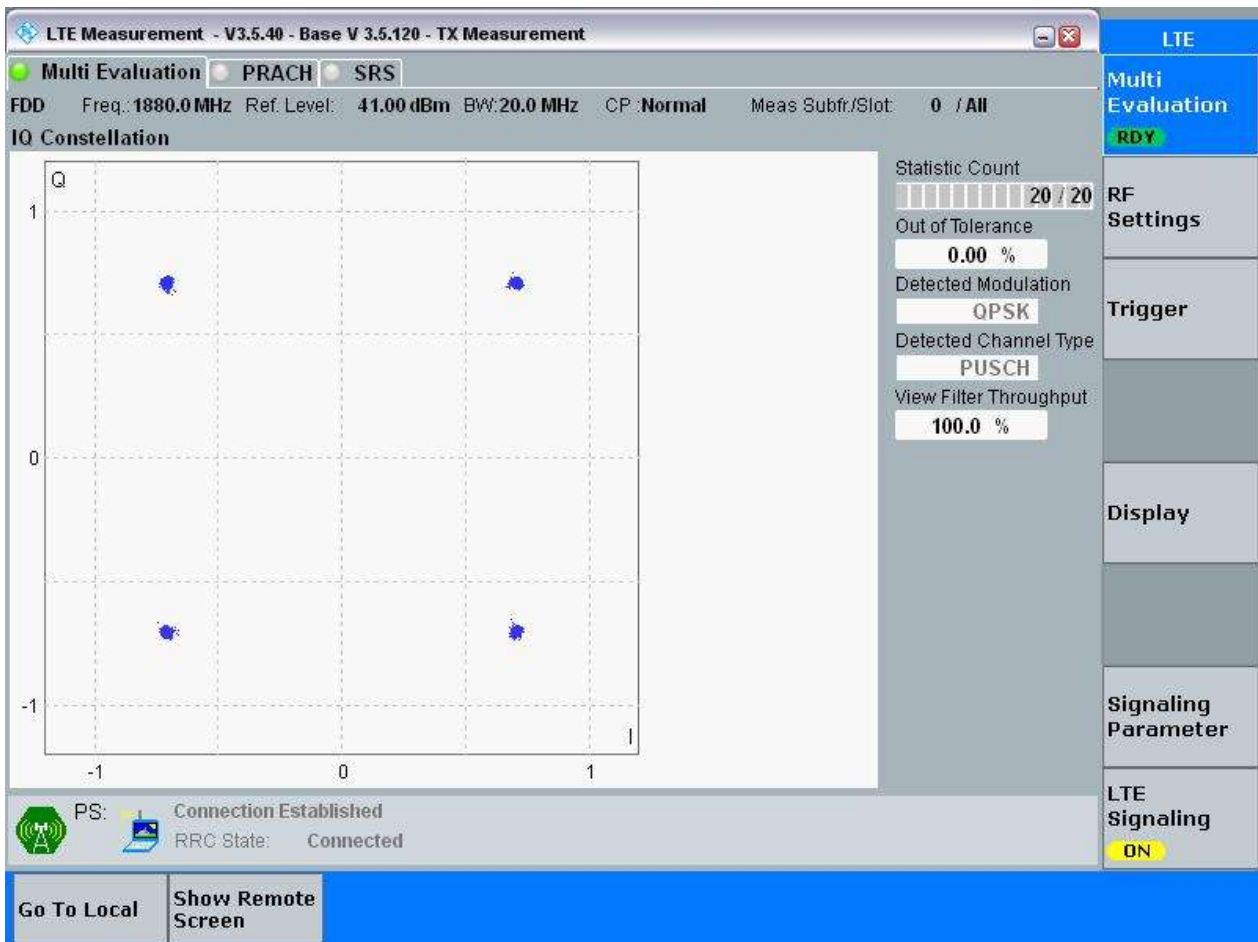 LTE Measurement - V3.5.40 - Base V 3.5.120 - TX Measurement
Multi Evaluation PRACH SRS
FDD Freq.: 1880.0 MHz Ref. Level: 41.00 dBm BW: 20.0 MHz CP : Normal Meas Subfr./Slot: 0 / All
IQ Constellation
Q
1
0
-1
I
-1 0 1
Statistic Count
20 / 20
Out of Tolerance
0.00 %
Detected Modulation
QPSK
Detected Channel Type
PUSCH
View Filter Throughput
100.0 %
PS: Connection Established
RRC State: Connected
LTE
Multi
Evaluation
RDY
RF
Settings
Trigger
Display
Signaling
Parameter
LTE
Signaling
ON
Go To Local
Show Remote
Screen